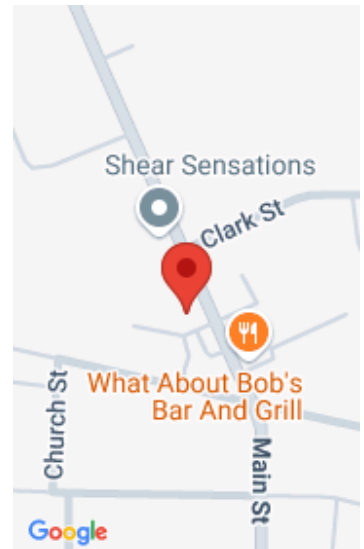 Shear Sensations
Clark St
What About Bob's
Bar And Grill
Church St
Main St
Google